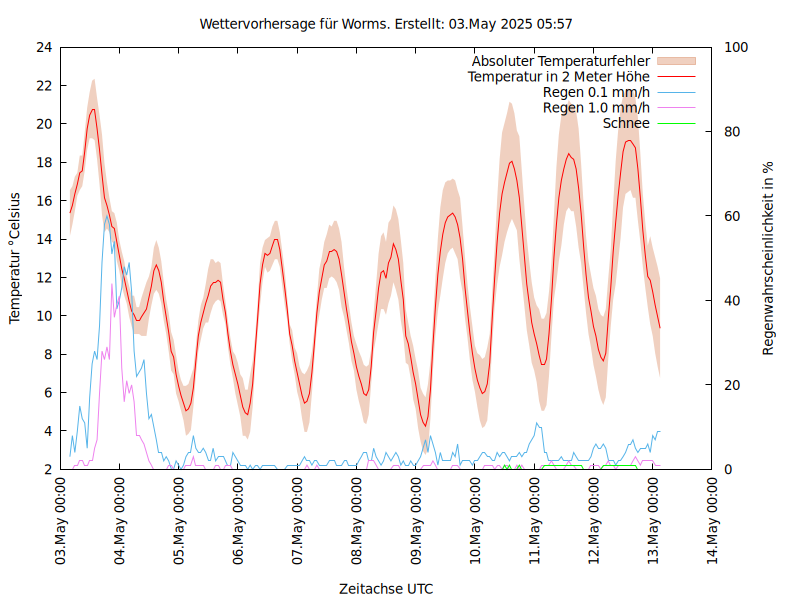 Wettervorhersage für Worms. Erstellt: 03.May 2025 05:57
Absoluter Temperaturfehler
Temperatur in 2 Meter Höhe
Regen 0.1 mm/h
Regen 1.0 mm/h
Schnee
Temperatur °Celsius
24
22
20
18
16
14
12
10
8
6
4
2
100
80
60
40
20
0
Regenwahrscheinlichkeit in %
03.May 00:00
04.May 00:00
05.May 00:00
06.May 00:00
07.May 00:00
08.May 00:00
09.May 00:00
10.May 00:00
11.May 00:00
12.May 00:00
13.May 00:00
14.May 00:00
Zeitachse UTC